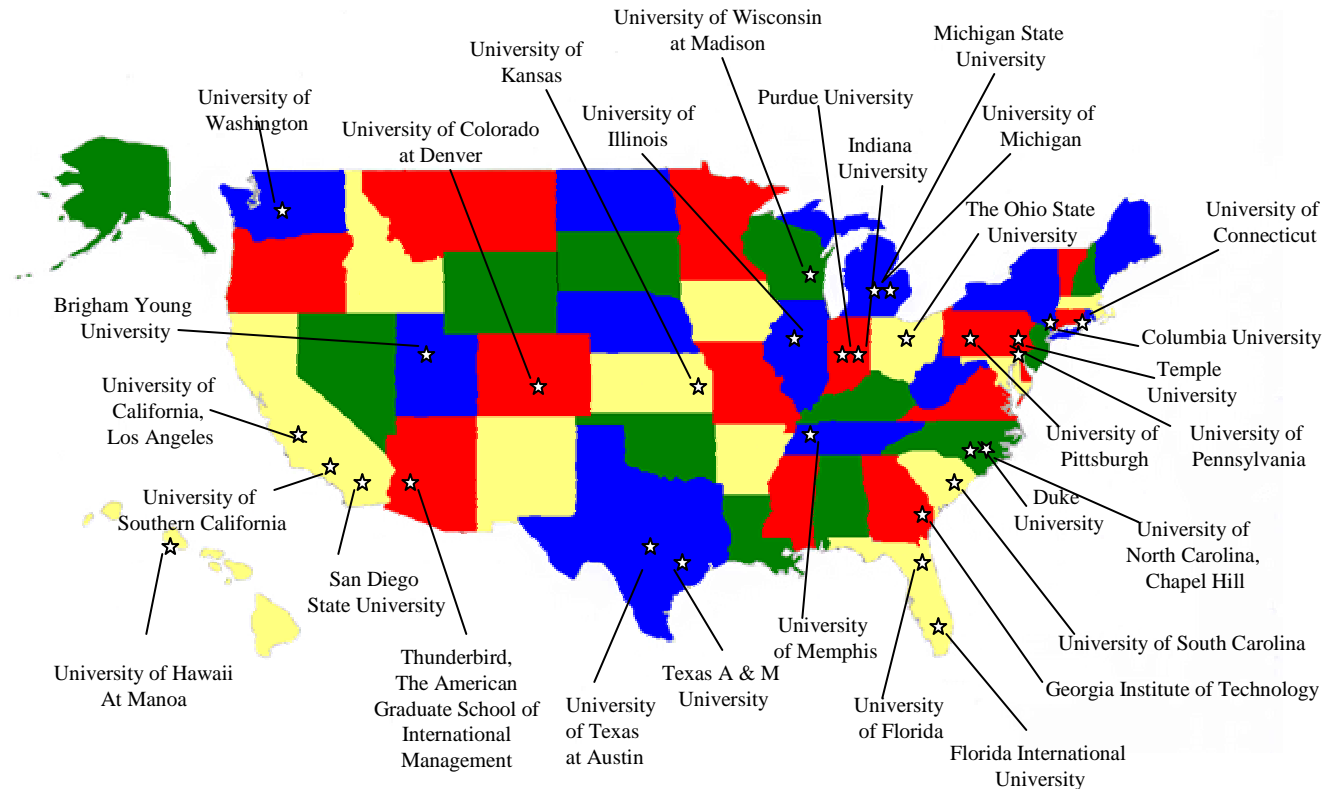 University of Wisconsin
at Madison
Michigan State
University
University of
Kansas
Purdue University
University of
Washington
University of
Illinois
University of
Michigan
University of Colorado
at Denver
Indiana
University
The Ohio State
University
University of
Connecticut
Brigham Young
University
Columbia University
Temple
University
University of
California,
Los Angeles
University of
Pittsburgh
University of
Pennsylvania
University of
Southern California
Duke
University
University of
North Carolina,
Chapel Hill
San Diego
State University
University
of Memphis
University of South Carolina
University of Hawaii
At Manoa
Thunderbird,
The American
Graduate School of
International
Management
Texas A & M
University
Georgia Institute of Technology
University
of Texas
at Austin
University
of Florida
Florida International
University